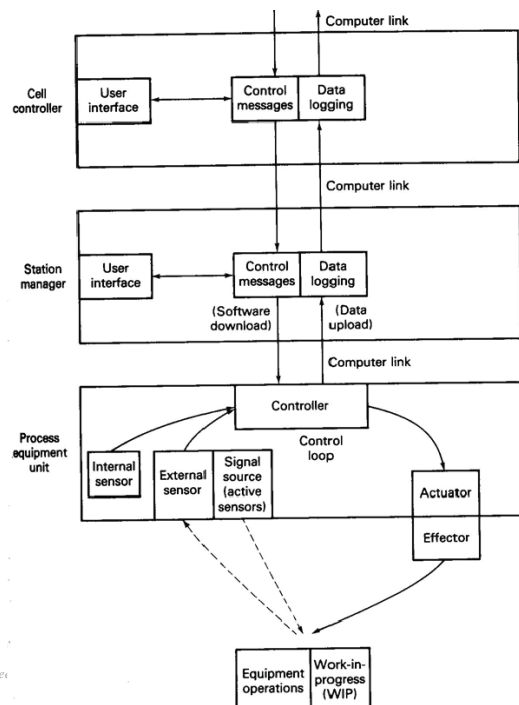 Computer link
Cell
controller
User
interface
Control
messages
Data
logging
Computer link
Station
manager
User
interface
Control
messages
Data
logging
(Software
download)
(Data
upload)
Computer link
Process
equipment
unit
Controller
Control
loop
Internal
sensor
External
sensor
Signal
source
(active
sensors)
Actuator
Effector
Equipment
operations
Work-in-
progress
(WIP)